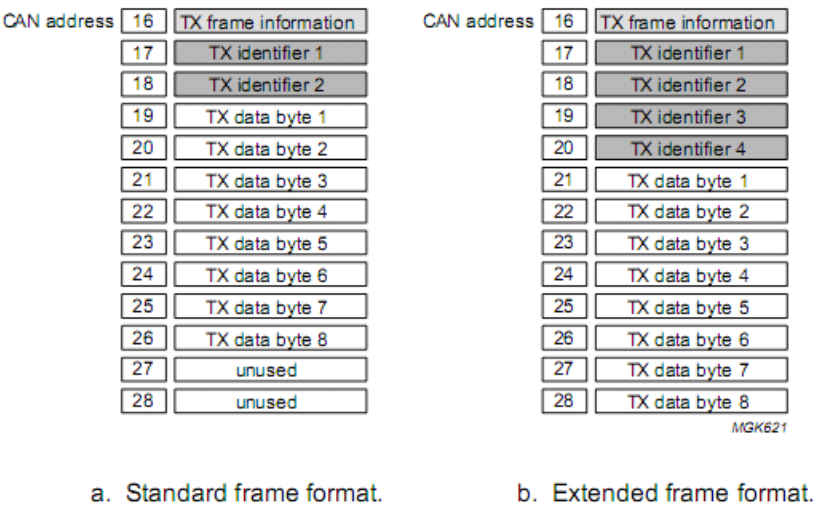 CAN address 16 TX frame information CAN address 16 TX frame information
17 TX identifier 1 17 TX identifier 1
18 TX identifier 2 18 TX identifier 2
19 TX data byte 1 19 TX identifier 3
20 TX data byte 2 20 TX identifier 4
21 TX data byte 3 21 TX data byte 1
22 TX data byte 4 22 TX data byte 2
23 TX data byte 5 23 TX data byte 3
24 TX data byte 6 24 TX data byte 4
25 TX data byte 7 25 TX data byte 5
26 TX data byte 8 26 TX data byte 6
27 unused 27 TX data byte 7
28 unused 28 TX data byte 8
MGK621
a. Standard frame format. b. Extended frame format.